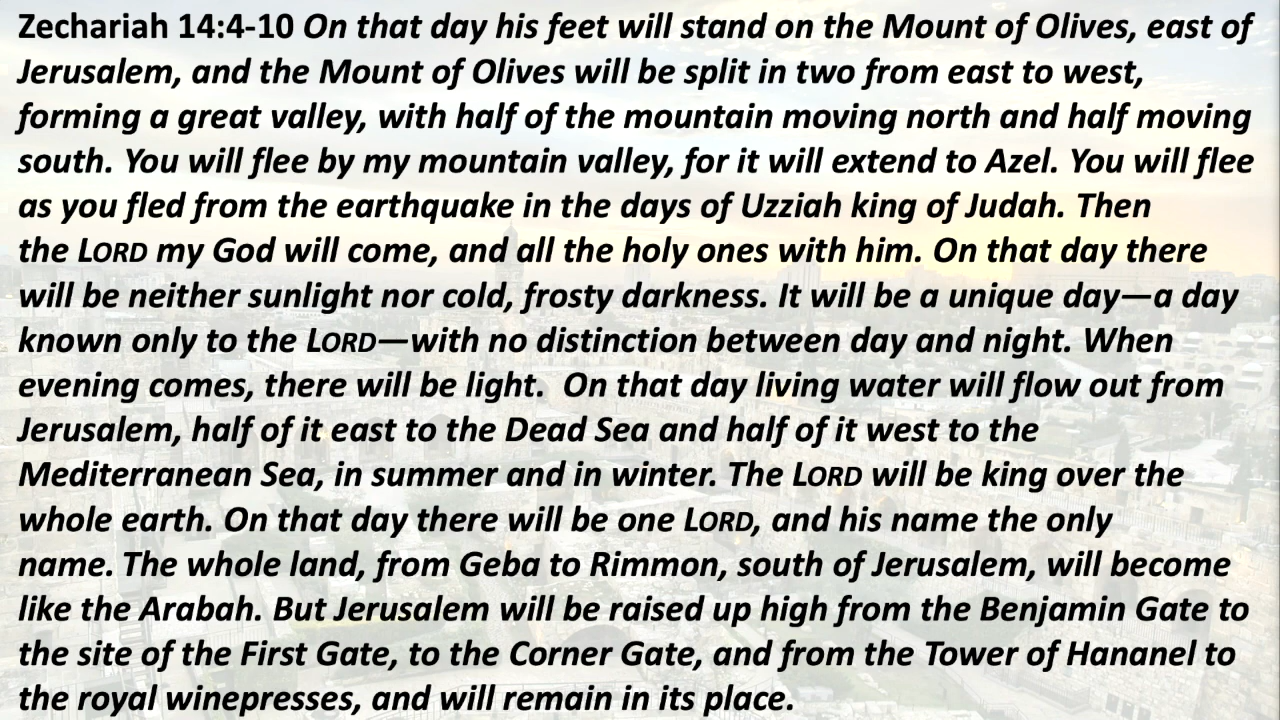 Zechariah 14:4-10 On that day his feet will stand on the Mount of Olives, east of
Jerusalem, and the Mount of Olives will be split in two from east to west,
forming a great valley, with half of the mountain moving north and half moving
south. You will flee by my mountain valley, for it will extend to Azel. You will flee
as you fled from the earthquake in the days of Uzziah king of Judah. Then
the LORD my God will come, and all the holy ones with him. On that day there
will be neither sunlight nor cold, frosty darkness. It will be a unique day—a day
known only to the LORD—with no distinction between day and night. When
evening comes, there will be light.  On that day living water will flow out from
Jerusalem, half of it east to the Dead Sea and half of it west to the
Mediterranean Sea, in summer and in winter. The LORD will be king over the
whole earth. On that day there will be one LORD, and his name the only
name. The whole land, from Geba to Rimmon, south of Jerusalem, will become
like the Arabah. But Jerusalem will be raised up high from the Benjamin Gate to
the site of the First Gate, to the Corner Gate, and from the Tower of Hananel to
the royal winepresses, and will remain in its place.